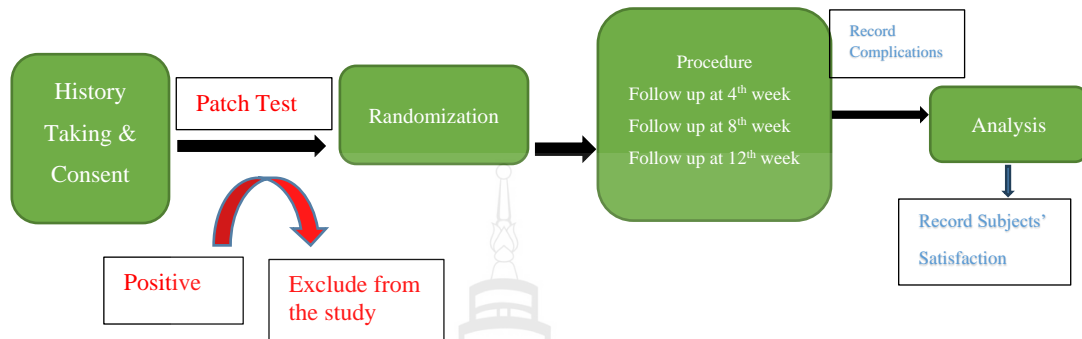 History
Taking &
Consent
Patch Test
Positive
Exclude from
the study
Randomization
Procedure
Follow up at 4th week
Follow up at 8th week
Follow up at 12th week
Record
Complications
Analysis
Record Subjects’
Satisfaction